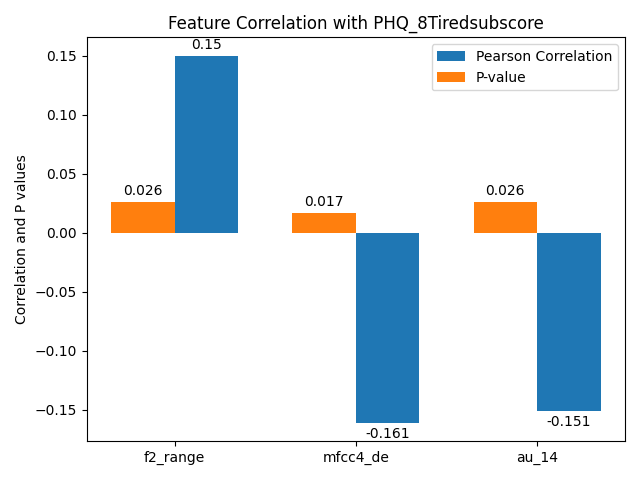 Feature Correlation with PHQ_8Tiredsubscore
Pearson Correlation
P-value
Correlation and P values
0.15
0.10
0.05
0.00
−0.05
−0.10
−0.15
0.026
0.15
0.017
-0.161
0.026
-0.151
f2_range
mfcc4_de
au_14